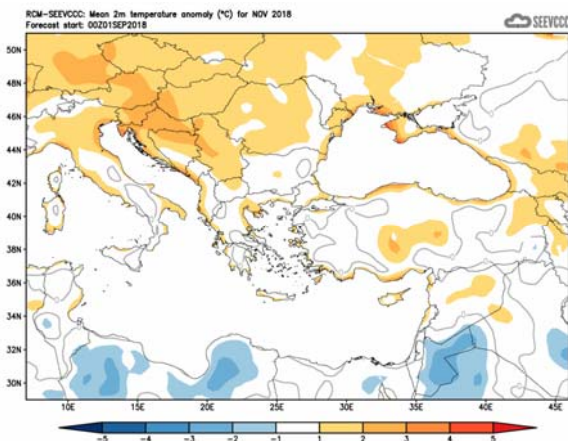 RCM-SEEVCCC: Mean 2m temperature anomaly (°C) for NOV 2018
Forecast start: 00Z01SEP2018
SEEVCCC
50N
48N
46N
44N
42N
40N
38N
36N
34N
32N
30N
10E 15E 20E 25E 30E 35E 40E 45E
-5 -4 -3 -2 -1 1 2 3 4 5